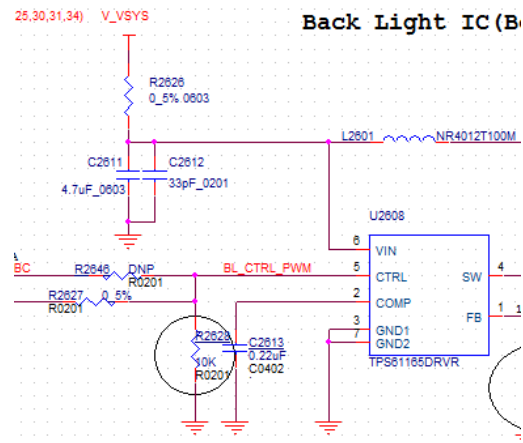 25,30,31,34) V_VSYS
Back Light IC(B
R2626
0_5% 0603
L2601 NR4012T100M
C2611 C2612
4.7uF_0603 33pF_0201
U2608
6 VIN
BC R2646 DNP BL_CTRL_PWM 5 CTRL SW 4
R0201
R2627 0_5% 2 COMP
R0201
3 GND1 FB 1
7 GND2
R2628 C2613 TPS61165DRVR
10K 0.22uF
R0201 C0402